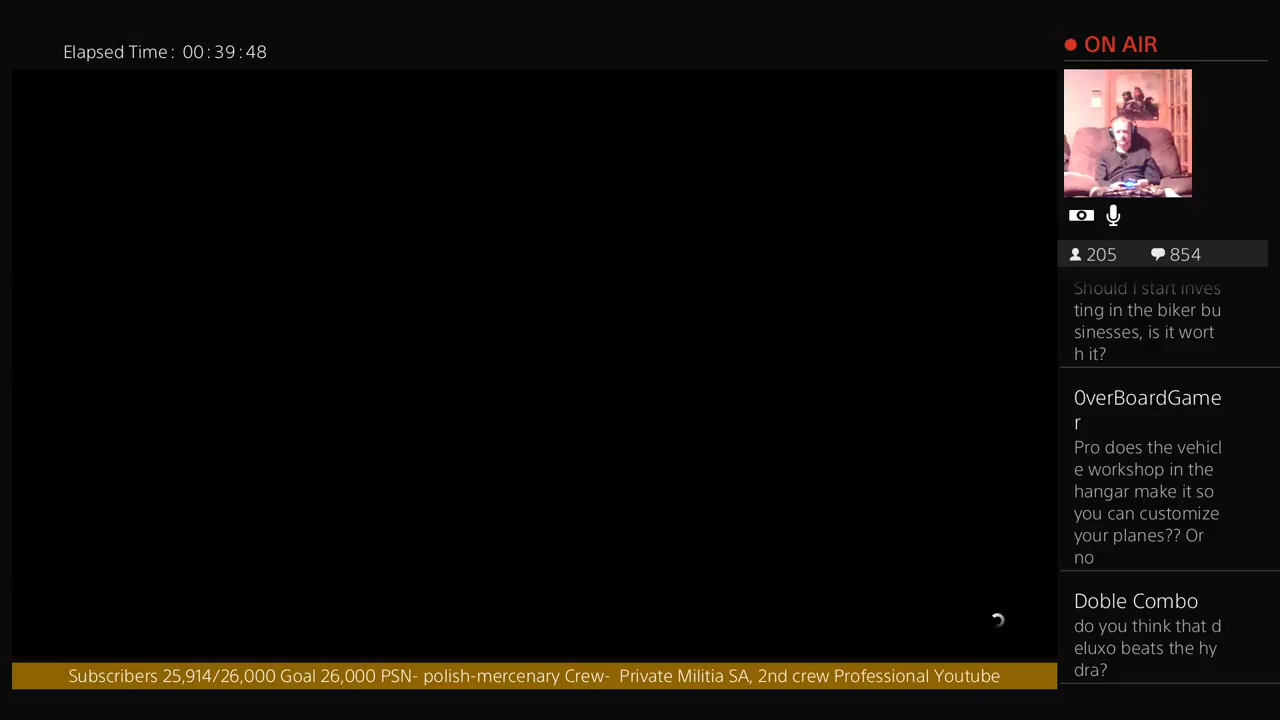 Elapsed Time: 00:39:48
ON AIR
205 854
Should I start inves
ting in the biker bu
sinesses, is it wort
h it?
0verBoardGame
r
Pro does the vehicl
e workshop in the
hangar make it so
you can customize
your planes?? Or
no
Doble Combo
do you think that d
eluxo beats the hy
dra?
Subscribers 25,914/26,000 Goal 26,000 PSN- polish-mercenary Crew- Private Militia SA, 2nd crew Professional Youtube